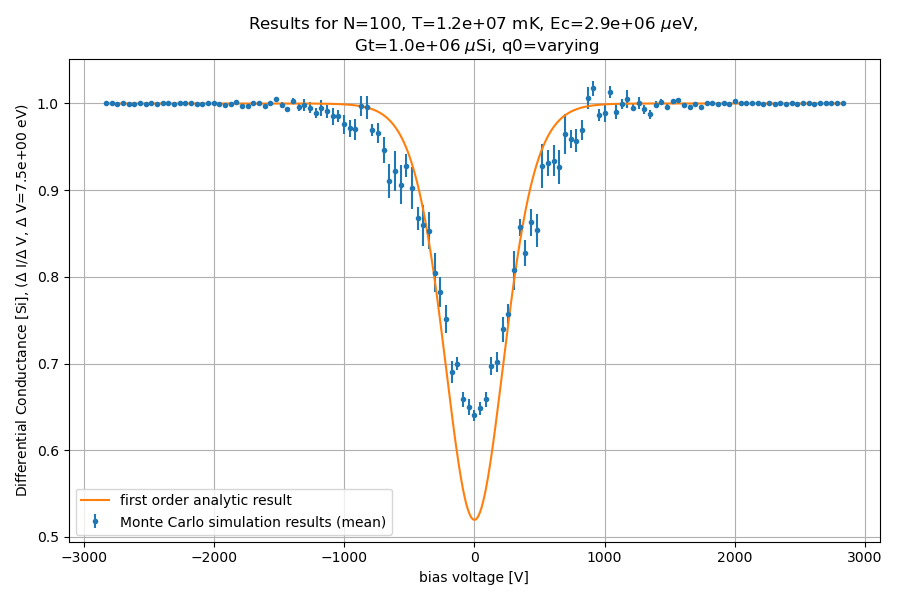 Results for N=100, T=1.2e+07 mK, Ec=2.9e+06 μeV,
Gt=1.0e+06 μSi, q0=varying
Differential Conductance [Si], (Δ I/Δ V, Δ V=7.5e+00 eV)
1.0
0.9
0.8
0.7
0.6
0.5
first order analytic result
Monte Carlo simulation results (mean)
−3000 −2000 −1000 0 1000 2000 3000
bias voltage [V]